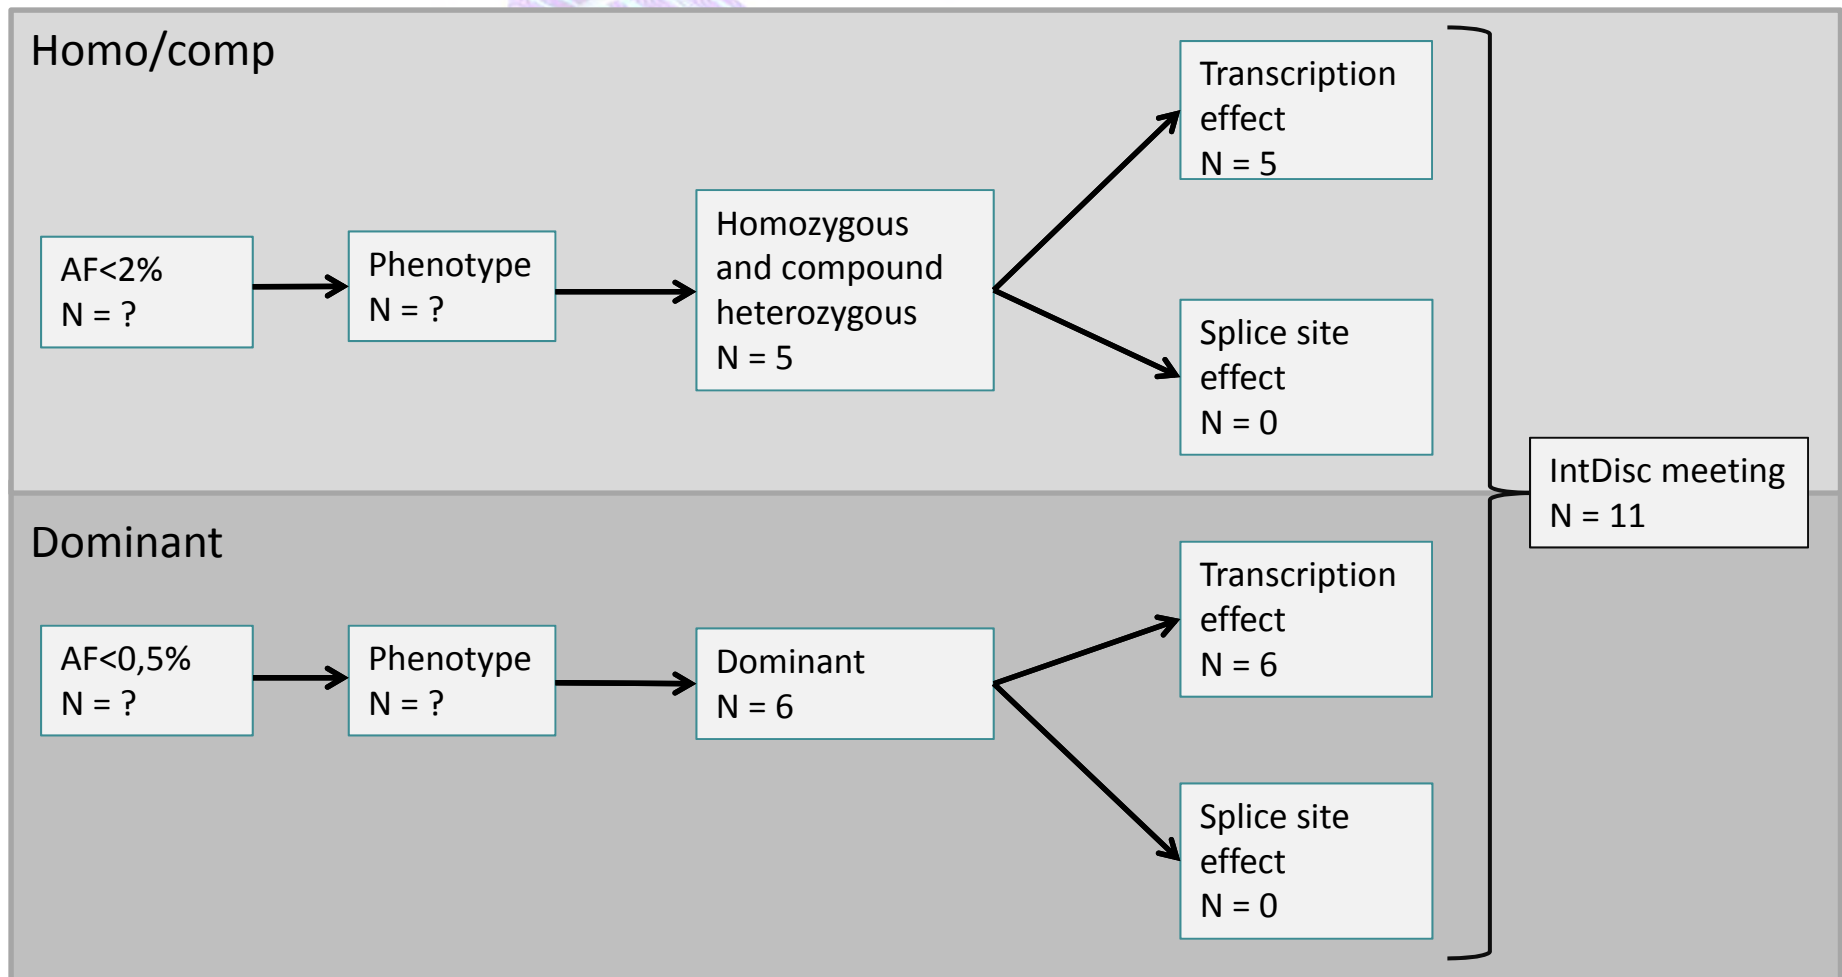 Homo/comp
AF<2%
N = ?
Phenotype
N = ?
Homozygous
and compound
heterozygous
N = 5
Transcription
effect
N = 5
Splice site
effect
N = 0
IntDisc meeting
N = 11
Dominant
AF<0,5%
N = ?
Phenotype
N = ?
Dominant
N = 6
Transcription
effect
N = 6
Splice site
effect
N = 0